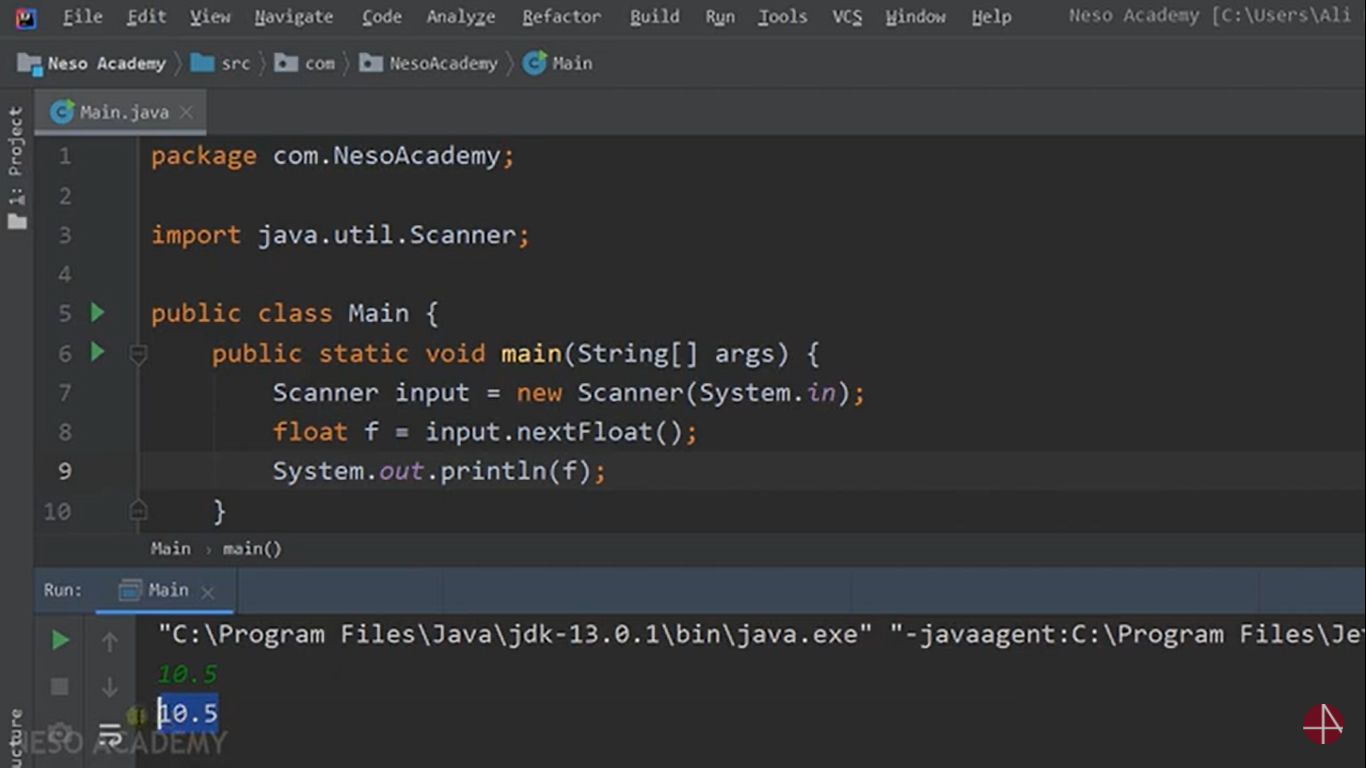 File Edit View Navigate Code Analyze Refactor Build Run Tools VCS Window Help Neso Academy [C:\Users\Ali
Neso Academy src com NesoAcademy Main
Main.java
1: Project
1 package com.NesoAcademy;
2
3 import java.util.Scanner;
4
5 public class Main {
6 public static void main(String[] args) {
7 Scanner input = new Scanner(System.in);
8 float f = input.nextFloat();
9 System.out.println(f);
10 }
Main › main()
Run: Main
"C:\Program Files\Java\jdk-13.0.1\bin\java.exe" "-javaagent:C:\Program Files\Je
10.5
10.5
ucture
NESO ACADEMY